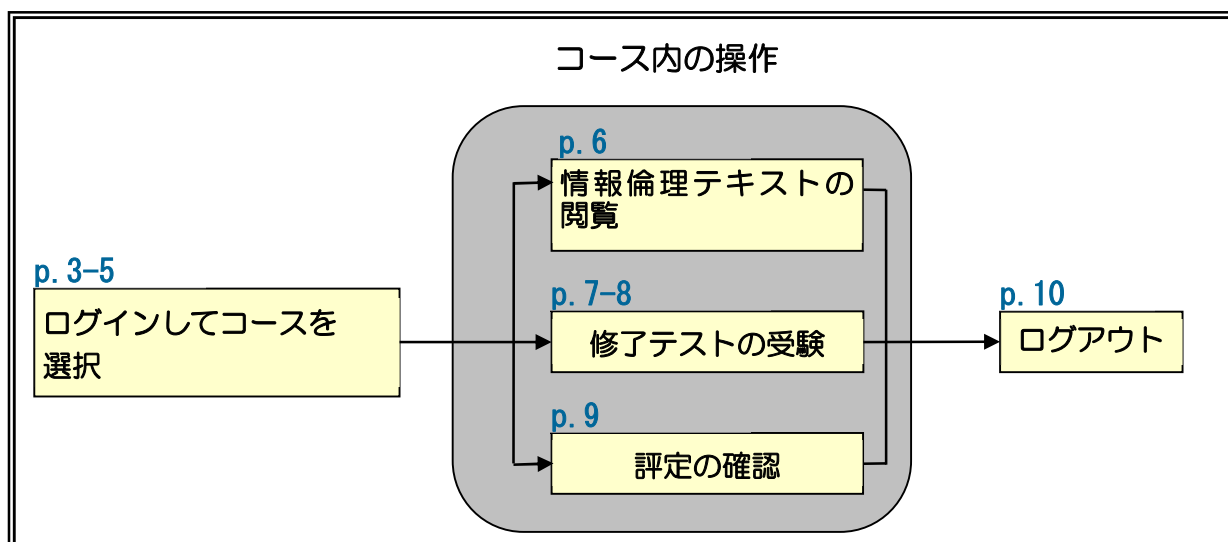 コース内の操作
p. 6
情報倫理テキストの
閲覧
p. 3-5
ログインしてコースを
選択
p. 7-8
修了テストの受験
p. 10
ログアウト
p. 9
評定の確認